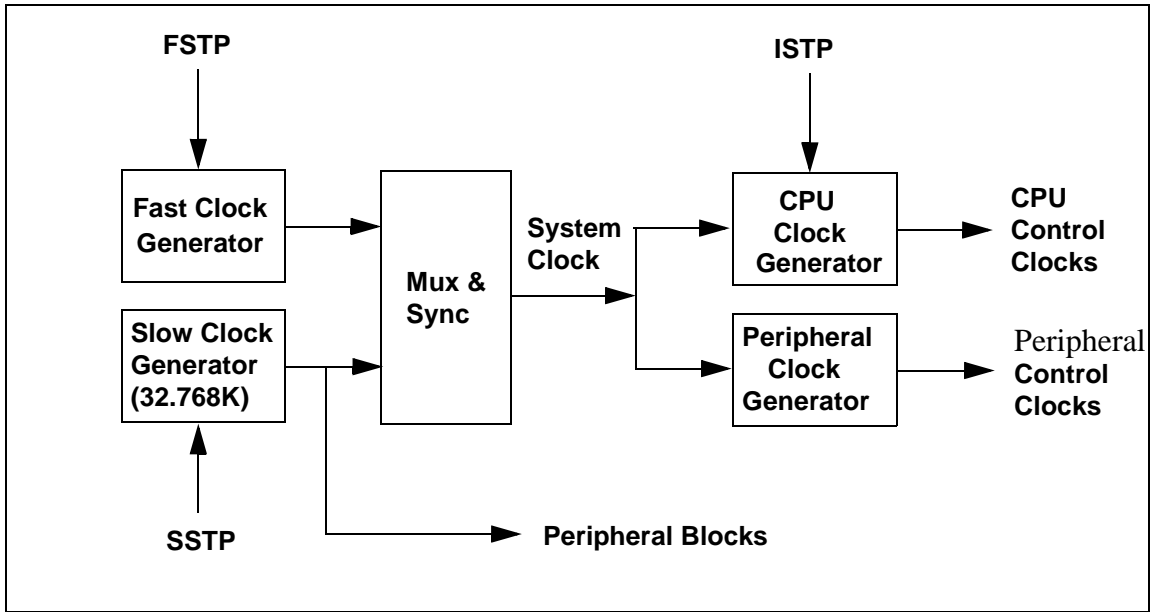 FSTP
ISTP
Fast Clock
Generator
Slow Clock
Generator
(32.768K)
SSTP
Mux &
Sync
System
Clock
CPU
Clock
Generator
Peripheral
Clock
Generator
CPU
Control
Clocks
Peripheral
Control
Clocks
Peripheral Blocks